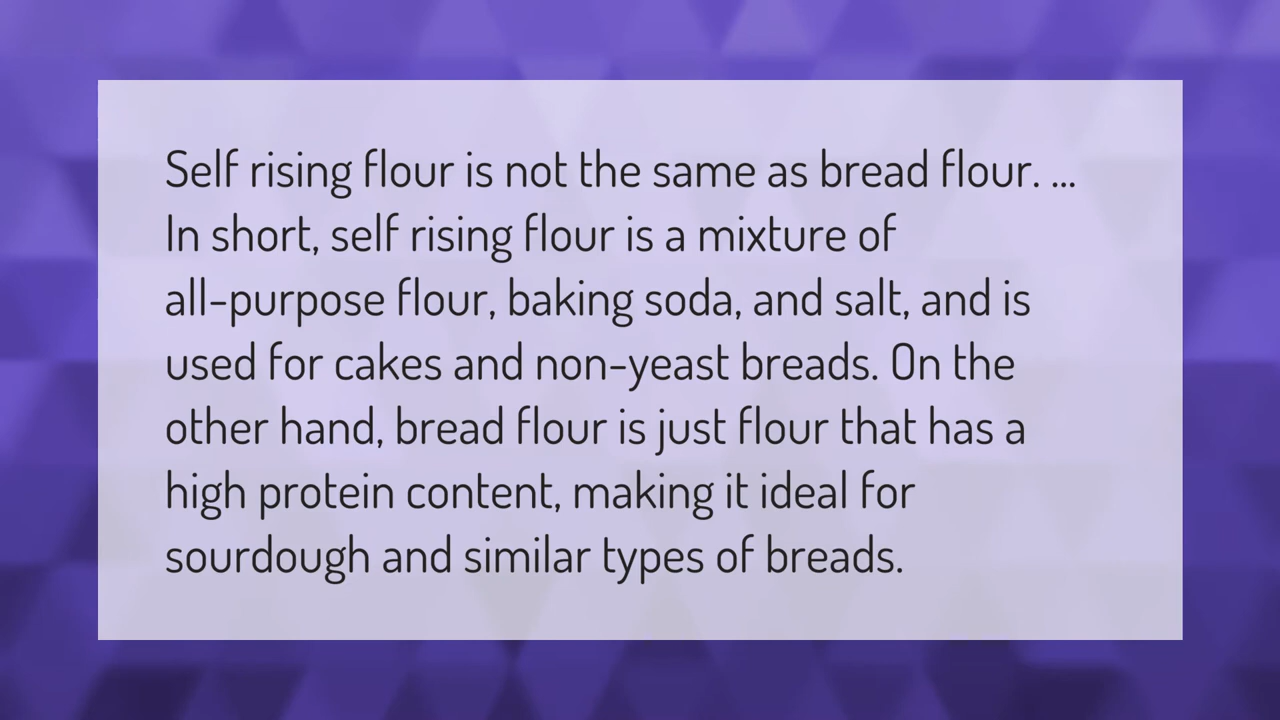 Self rising flour is not the same as bread flour. ...
In short, self rising flour is a mixture of
all-purpose flour, baking soda, and salt, and is
used for cakes and non-yeast breads. On the
other hand, bread flour is just flour that has a
high protein content, making it ideal for
sourdough and similar types of breads.